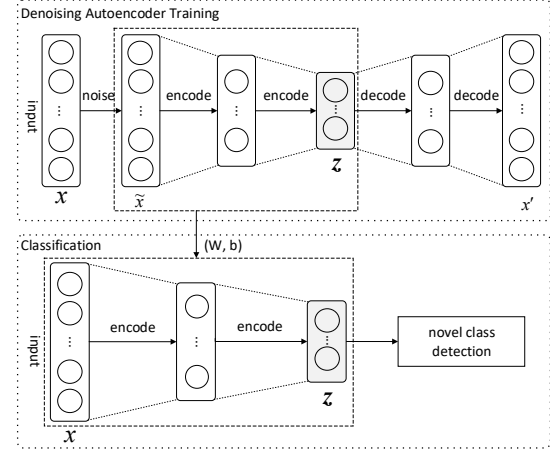 Denoising Autoencoder Training
input
noise
encode
encode
decode
decode
...
...
...
...
...
x
z
x̃
x′
(W, b)
Classification
input
encode
encode
...
...
...
novel class
detection
z
x